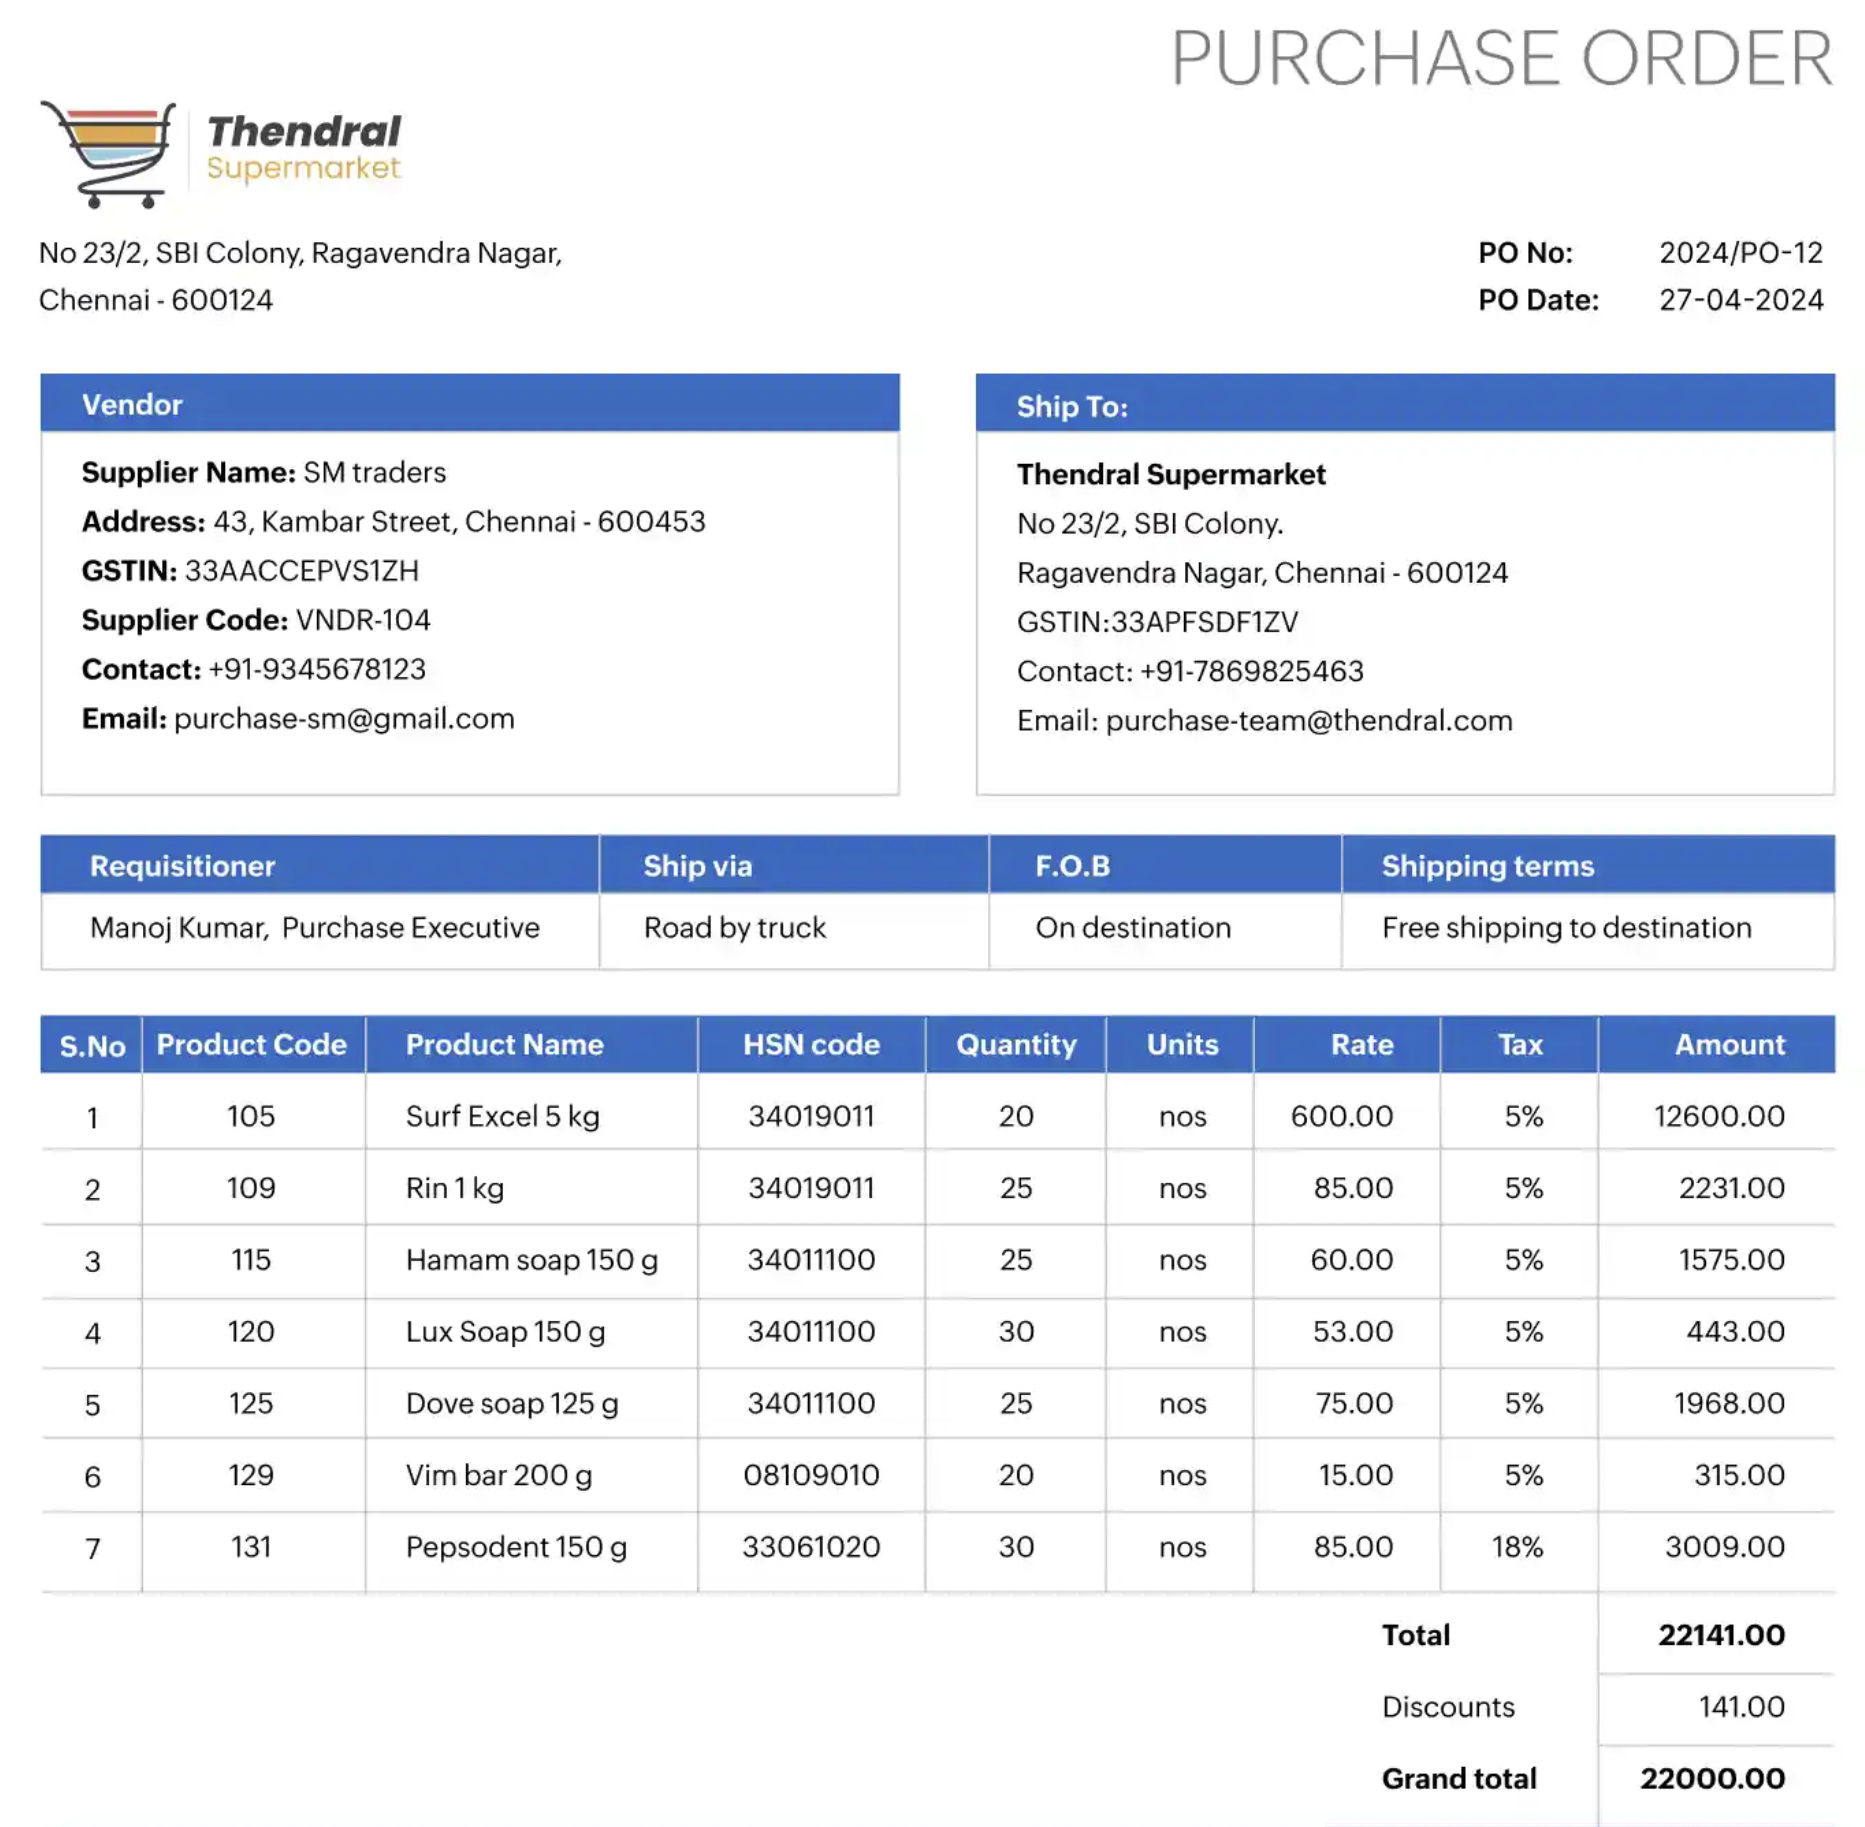 PURCHASE ORDER
Thendral
Supermarket
No 23/2, SBI Colony, Ragavendra Nagar,
Chennai - 600124
PO No: 2024/PO-12
PO Date: 27-04-2024
Vendor
Supplier Name: SM traders
Address: 43, Kambar Street, Chennai - 600453
GSTIN: 33AACCEPVS1ZH
Supplier Code: VNDR-104
Contact: +91-9345678123
Email: purchase-sm@gmail.com
Ship To:
Thendral Supermarket
No 23/2, SBI Colony.
Ragavendra Nagar, Chennai - 600124
GSTIN:33APFSDF1ZV
Contact: +91-7869825463
Email: purchase-team@thendral.com
Requisitioner Ship via F.O.B Shipping terms
Manoj Kumar, Purchase Executive Road by truck On destination Free shipping to destination
S.No Product Code Product Name HSN code Quantity Units Rate Tax Amount
1 105 Surf Excel 5 kg 34019011 20 nos 600.00 5% 12600.00
2 109 Rin 1 kg 34019011 25 nos 85.00 5% 2231.00
3 115 Hamam soap 150 g 34011100 25 nos 60.00 5% 1575.00
4 120 Lux Soap 150 g 34011100 30 nos 53.00 5% 443.00
5 125 Dove soap 125 g 34011100 25 nos 75.00 5% 1968.00
6 129 Vim bar 200 g 08109010 20 nos 15.00 5% 315.00
7 131 Pepsodent 150 g 33061020 30 nos 85.00 18% 3009.00
Total 22141.00
Discounts 141.00
Grand total 22000.00